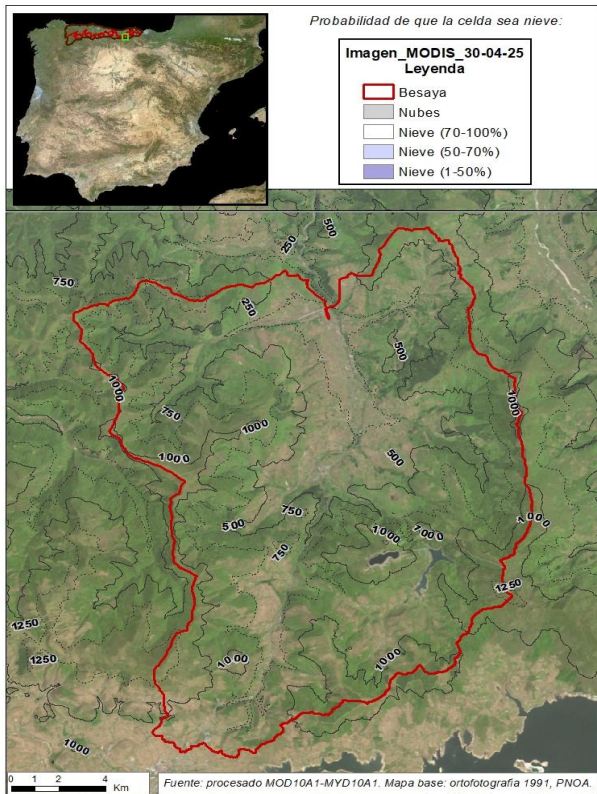 Probabilidad de que la celda sea nieve:
Imagen_MODIS_30-04-25
Leyenda
Besaya
Nubes
Nieve (70-100%)
Nieve (50-70%)
Nieve (1-50%)
500
250
750
250
500
1000
1000
750
1000
1000
500
500
750
1000
1000
1000
750
1250
1250
1250
1000
1000
1000
0 1 2 4
Km
Fuente: procesado MOD10A1-MYD10A1. Mapa base: ortofotografia 1991, PNOA.